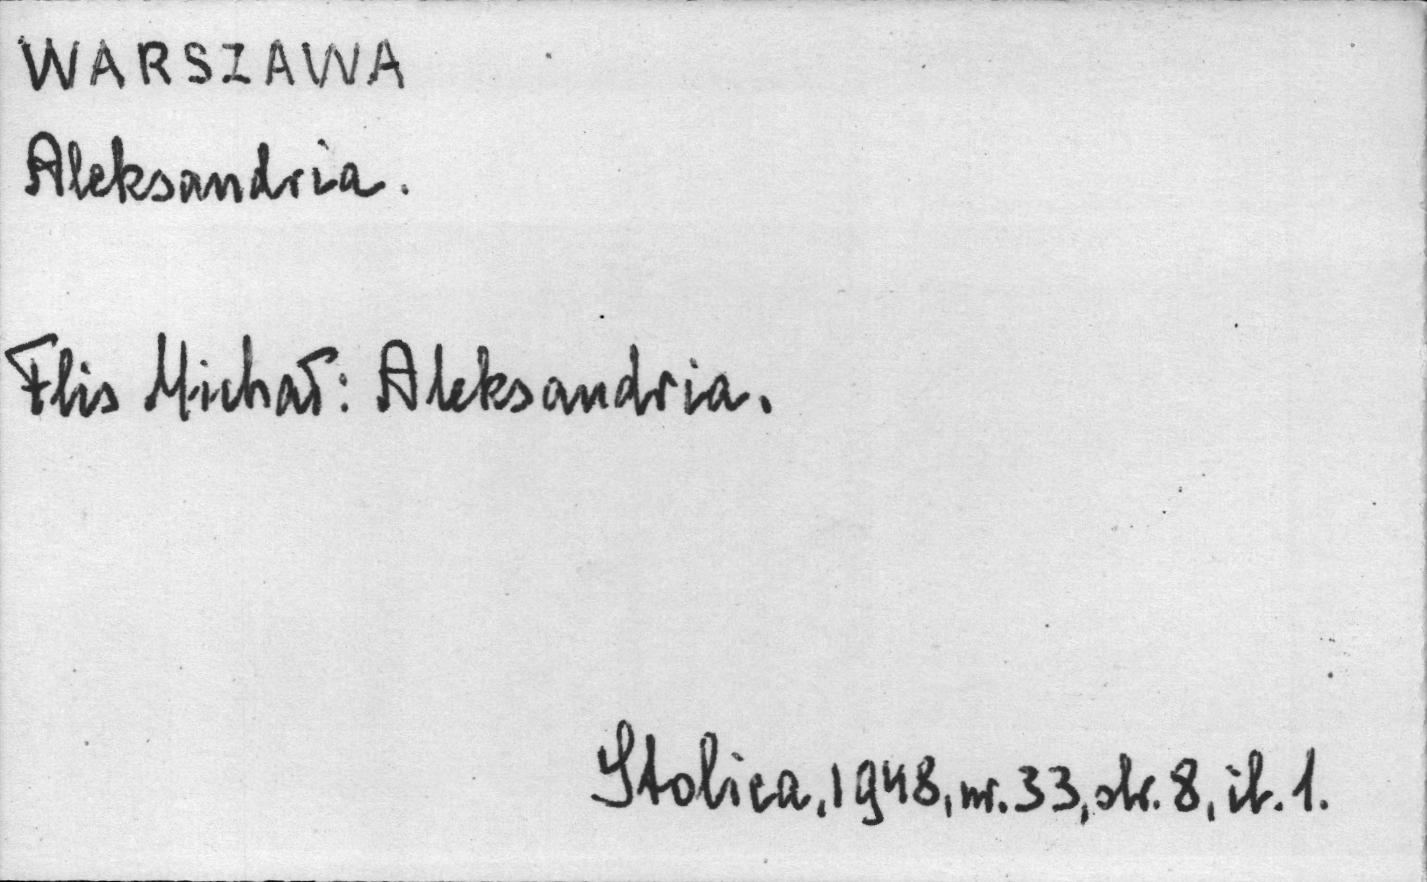 WARSZAWA
Aleksandria.
Flis Michał: Aleksandria.
Stolica, 1948, nr. 33, str. 8, il. 1.